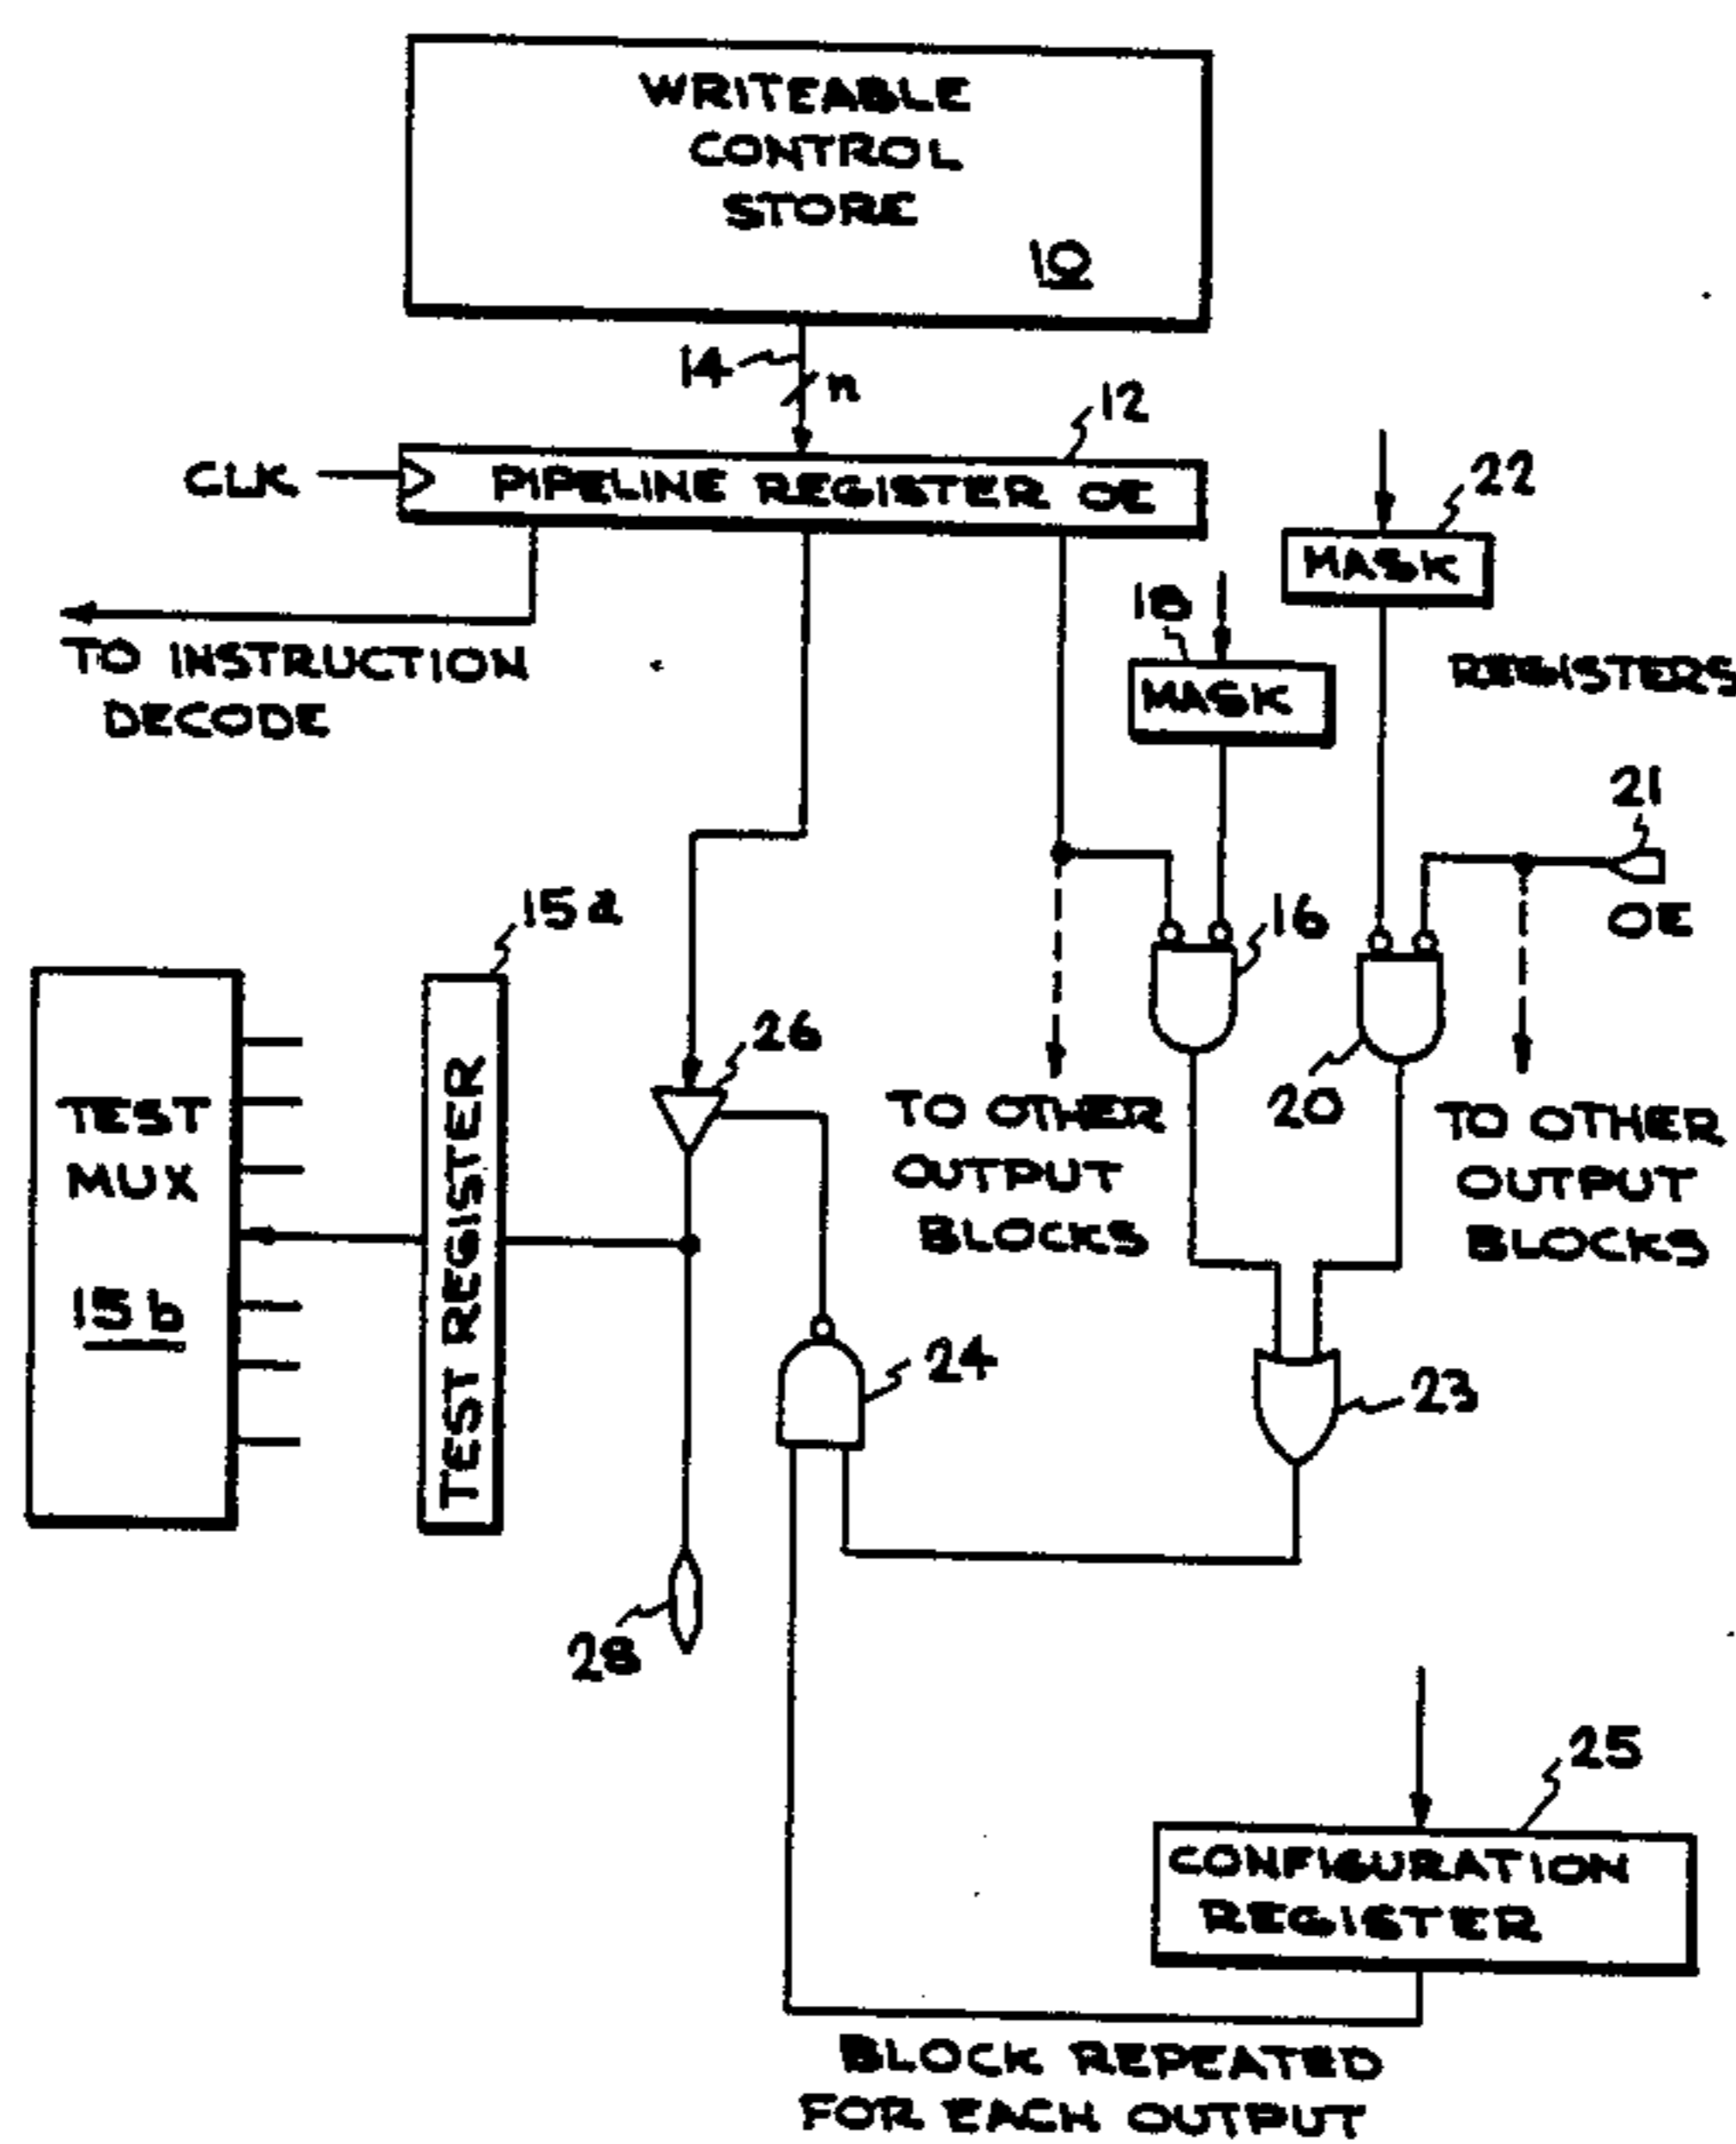 WRITEABLE
CONTROL
STORE
10
14
n
12
CLK
PIPELINE REGISTER OE
22
MASK
18
MASK
TO INSTRUCTION
DECODE
REGISTERS
21
OE
15a
16
26
20
TO OTHER
OUTPUT
BLOCKS
TO OTHER
OUTPUT
BLOCKS
TEST
MUX
15b
TEST REGISTER
24
23
28
25
CONFIGURATION
REGISTER
BLOCK REPEATED
FOR EACH OUTPUT